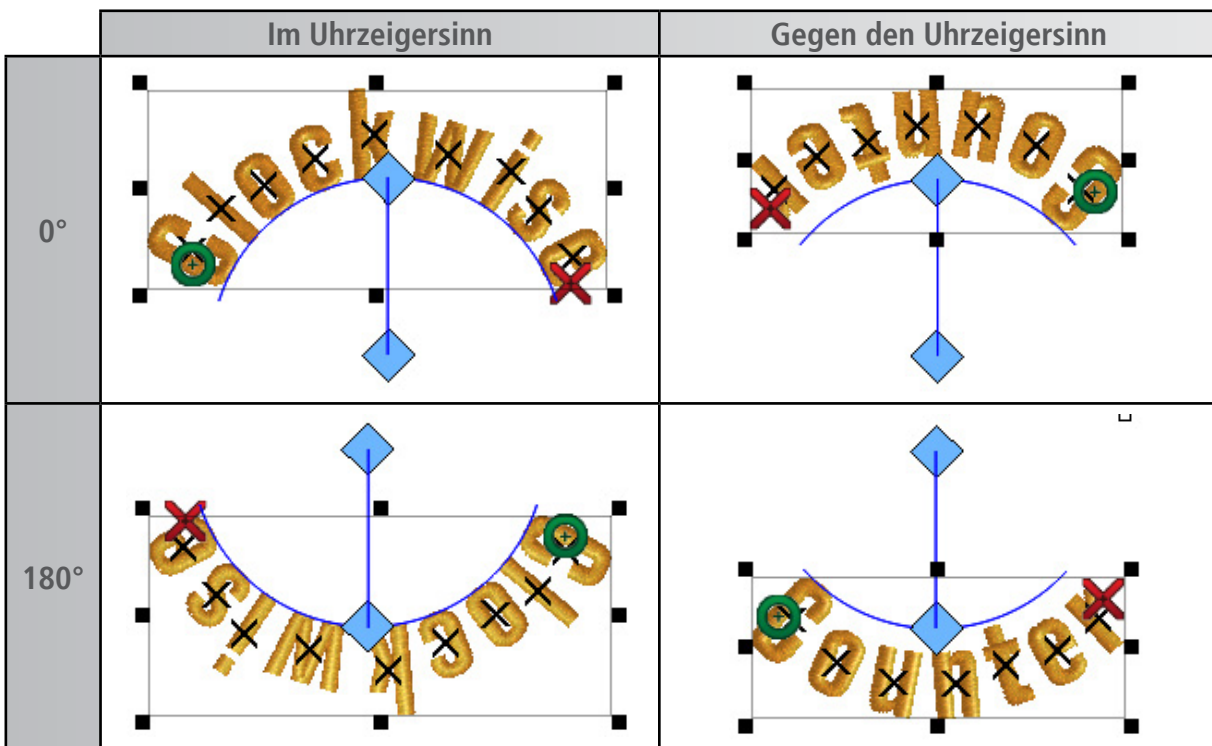 Im Uhrzeigersinn
Gegen den Uhrzeigersinn
0°
clockwise
counter
180°
clockwise
counter